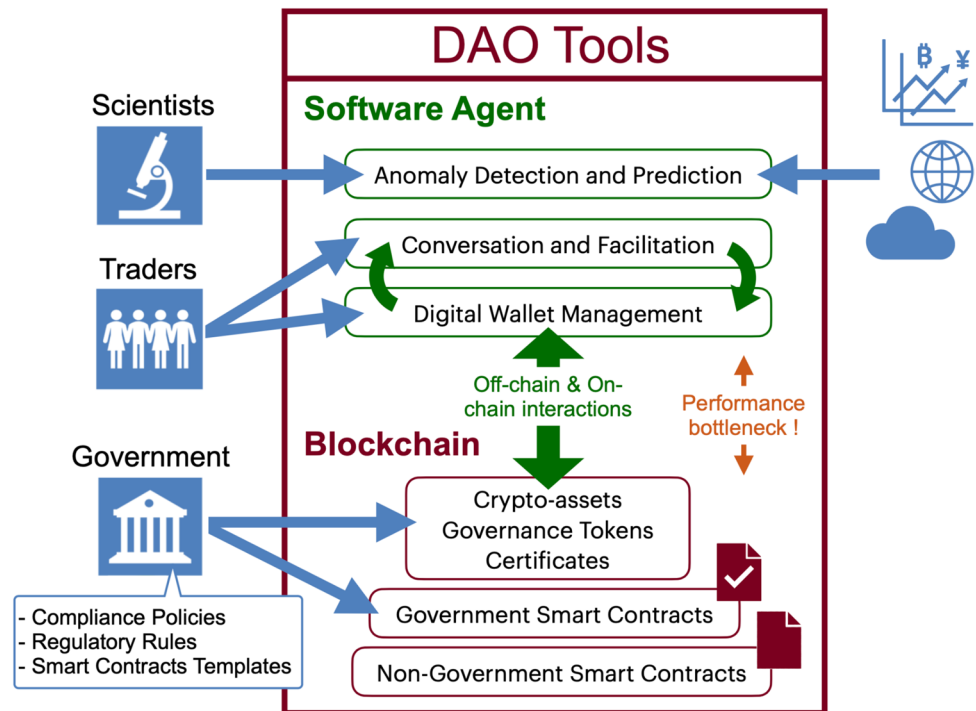 DAO Tools
Scientists
Software Agent
Anomaly Detection and Prediction
฿ ¥
Conversation and Facilitation
Traders
Digital Wallet Management
Off-chain & On-
chain interactions
Performance
bottleneck !
Blockchain
Government
Crypto-assets
Governance Tokens
Certificates
- Compliance Policies
- Regulatory Rules
- Smart Contracts Templates
Government Smart Contracts
Non-Government Smart Contracts